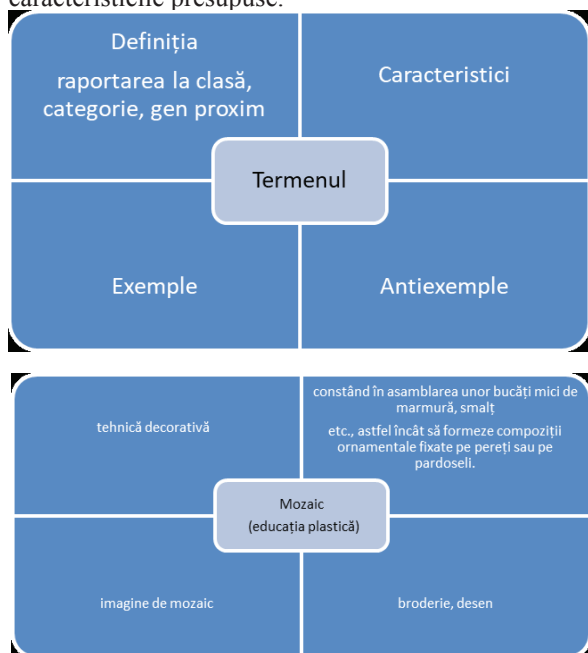 caracteristicile presupuse.
Definiția
raportarea la clasă,
categorie, gen proxim
Caracteristici
Termenul
Exemple
Antiexemple
tehnică decorativă
constând în asamblarea unor bucăți mici de
marmură, smalț
etc., astfel încât să formeze compoziții
ornamentale fixate pe pereți sau pe
pardoseli.
Mozaic
(educația plastică)
imagine de mozaic
broderie, desen